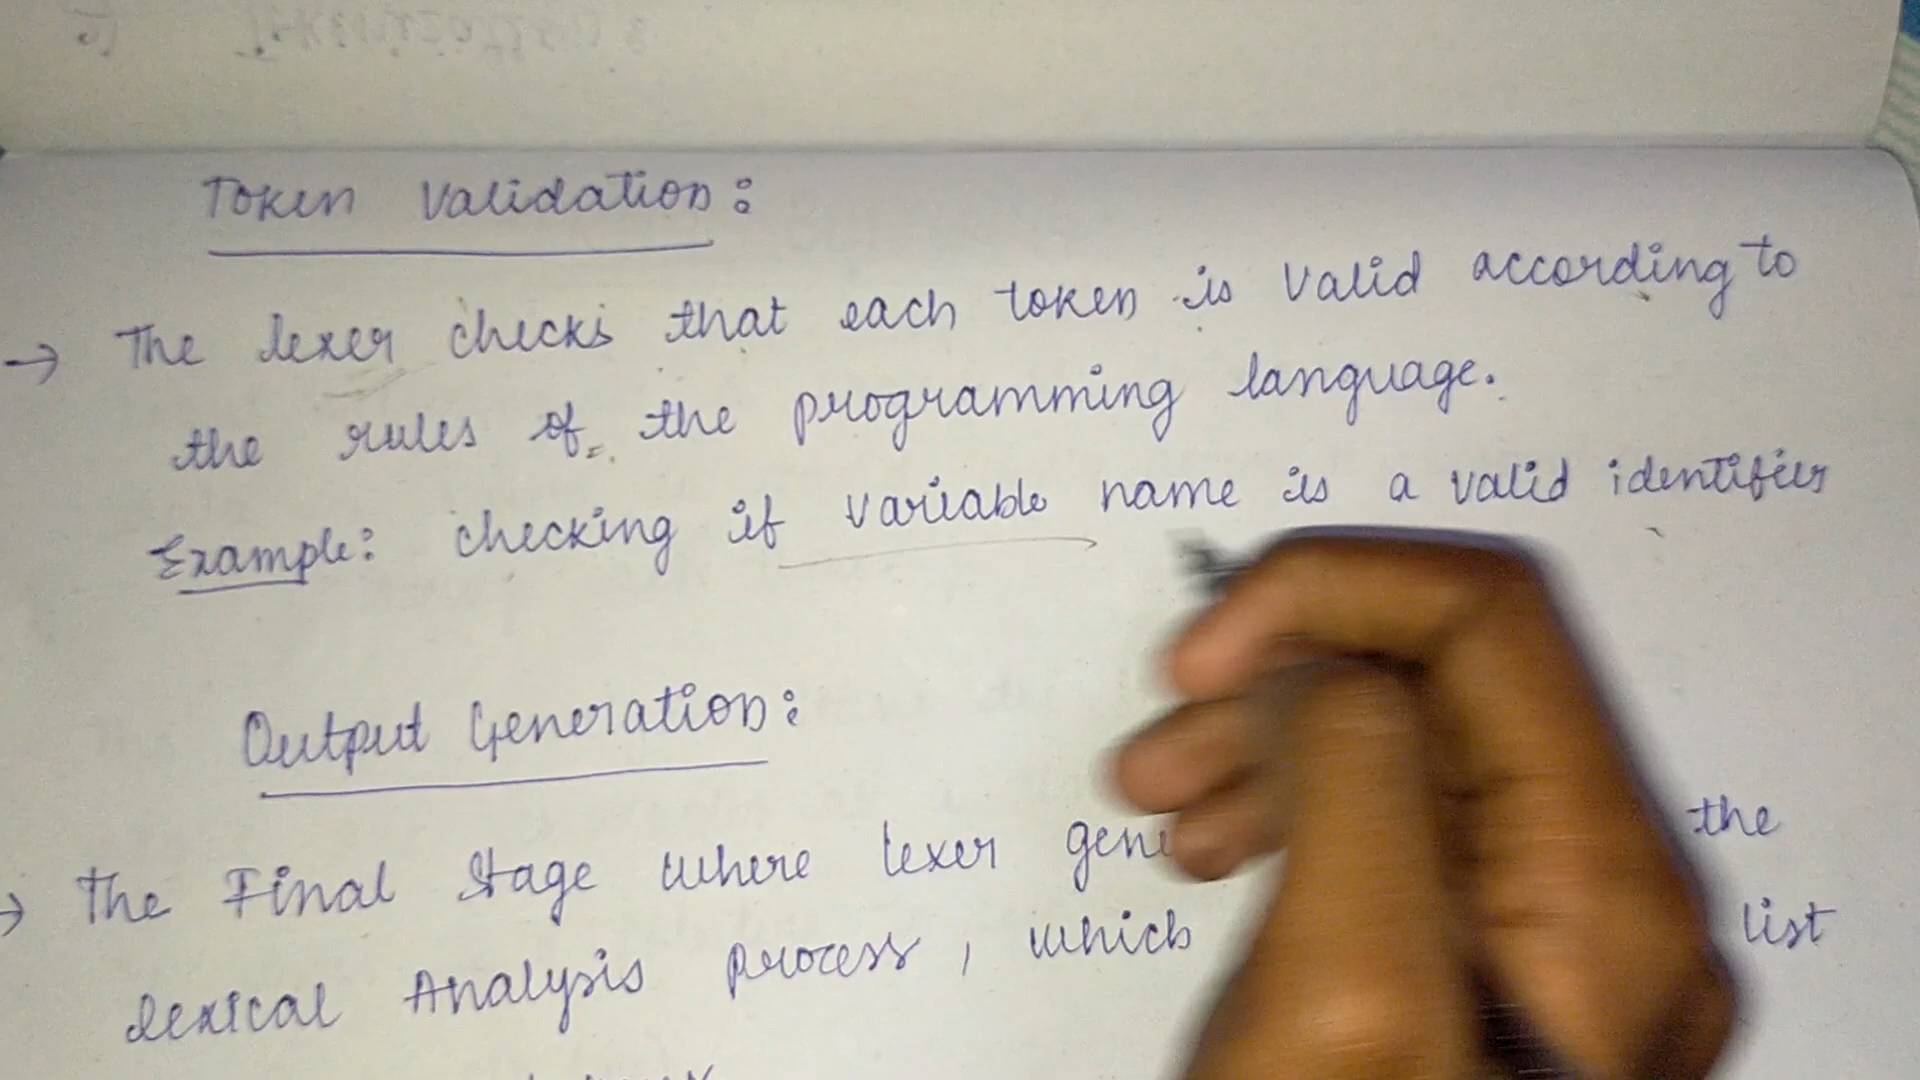 Token Validation:
→ The lexer checks that each token is valid according to
the rules of the programming language.
Example: checking if variable name is a valid identifier
Output Generation:
→ The Final stage where lexer gene the
lexical Analysis process, which list